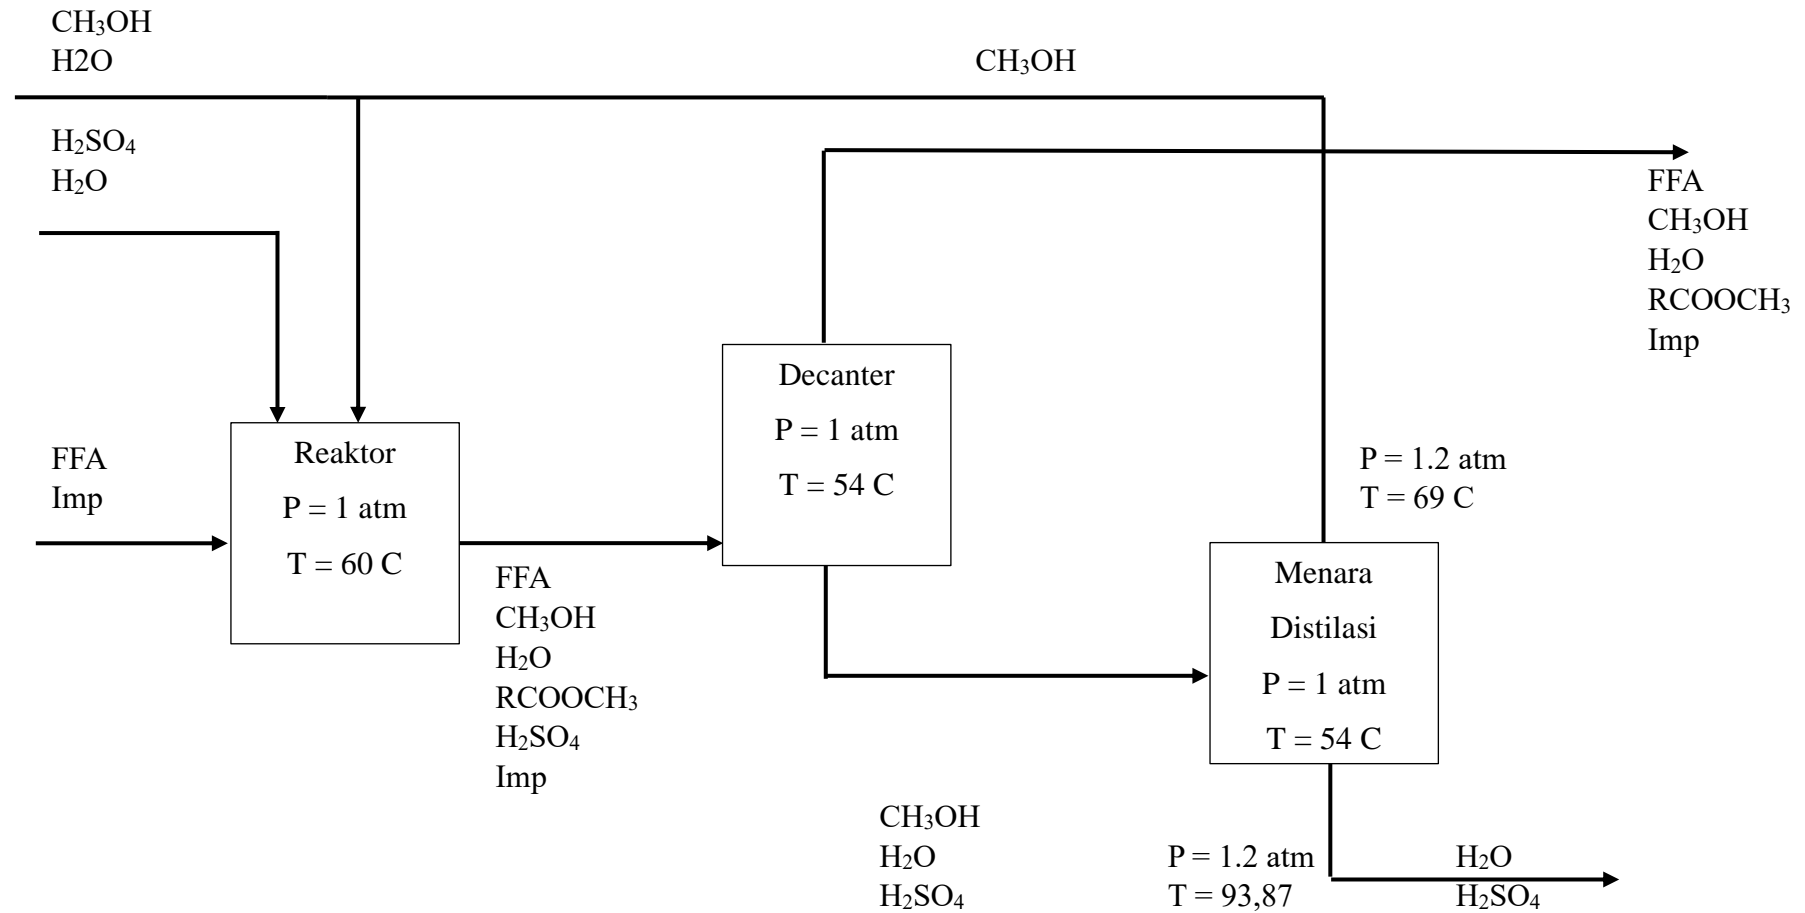 CH₃OH
H2O
CH₃OH
H₂SO₄
H₂O
FFA
CH₃OH
H₂O
RCOOCH₃
Imp
Decanter
P = 1 atm
T = 54 C
FFA
Imp
Reaktor
P = 1 atm
T = 60 C
P = 1.2 atm
T = 69 C
FFA
CH₃OH
H₂O
RCOOCH₃
H₂SO₄
Imp
Menara
Distilasi
P = 1 atm
T = 54 C
CH₃OH
H₂O
H₂SO₄
P = 1.2 atm
T = 93,87
H₂O
H₂SO₄